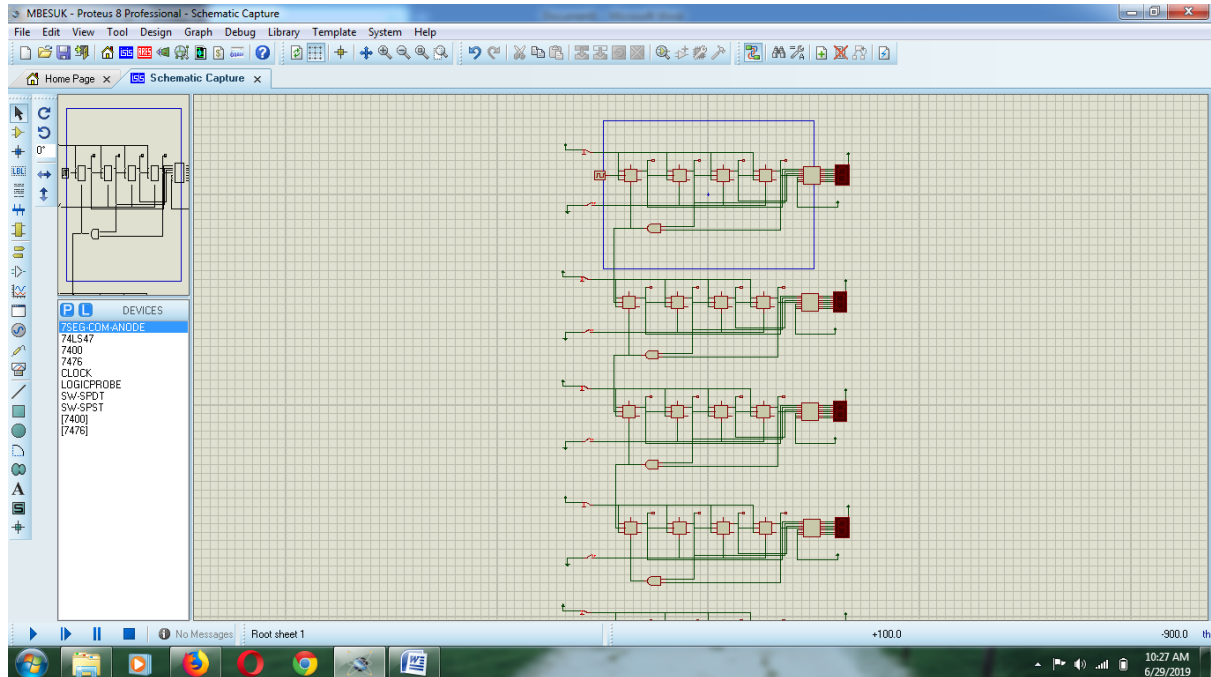 MBESUK - Proteus 8 Professional - Schematic Capture
File Edit View Tool Design Graph Debug Library Template System Help
Home Page x Schematic Capture x
0°
LBL
P L DEVICES
7SEG-COM-ANODE
74LS47
7400
7476
CLOCK
LOGICPROBE
SW-SPDT
SW-SPST
[7400]
[7476]
A
S
No Messages Root sheet 1 +100.0 -900.0 th
10:27 AM
6/29/2019